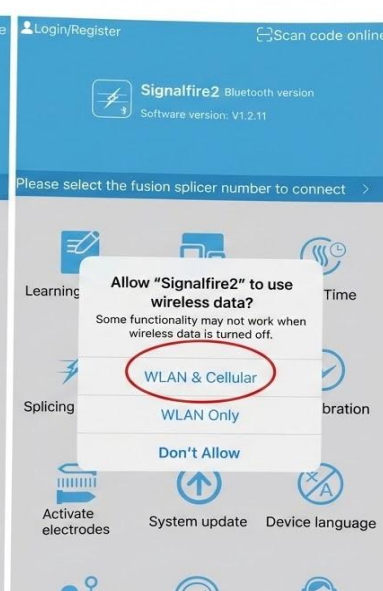 Login/Register
Scan code online
Signalfire2 Bluetooth version
Software version: V1.2.11
Please select the fusion splicer number to connect >
Learning
Time
Allow “Signalfire2” to use
wireless data?
Some functionality may not work when
wireless data is turned off.
WLAN & Cellular
Splicing
bration
WLAN Only
Don’t Allow
Activate
electrodes
System update
Device language